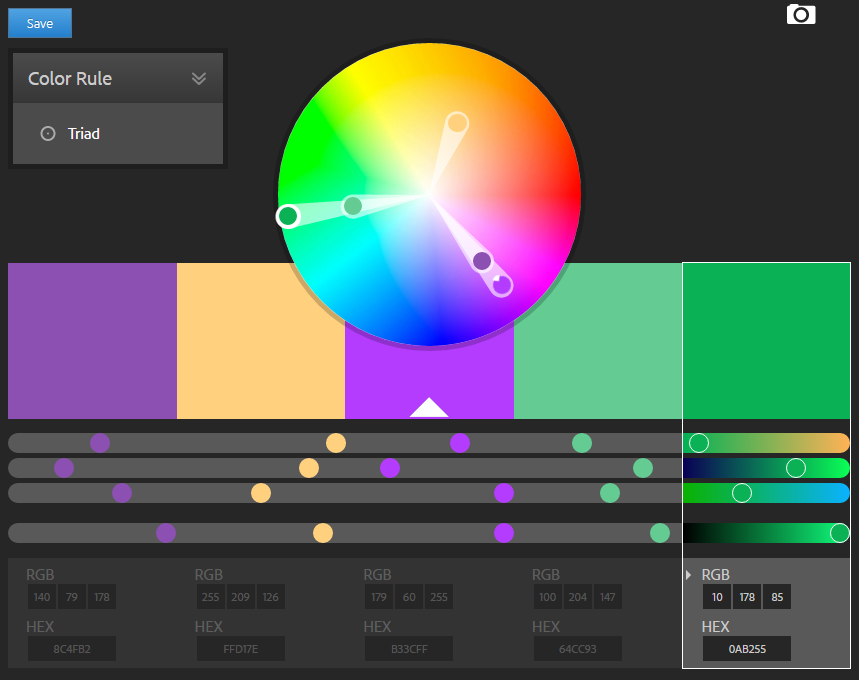 Save
Color Rule
Triad
RGB RGB RGB RGB RGB
140 79 178 255 209 126 179 60 255 100 204 147 10 178 85
HEX HEX HEX HEX HEX
8C4FB2 FFD17E B33CFF 64CC93 0AB255